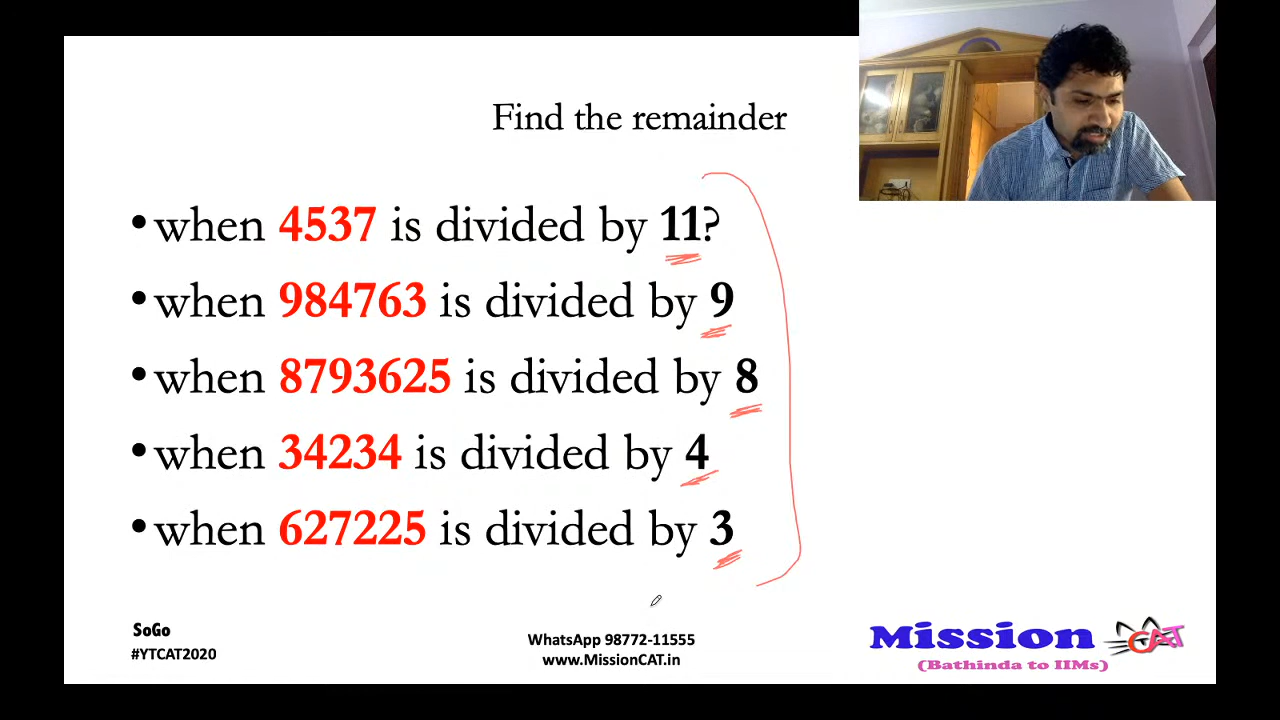 Find the remainder
•when 4537 is divided by 11?
•when 984763 is divided by 9
•when 8793625 is divided by 8
•when 34234 is divided by 4
•when 627225 is divided by 3
SoGo
#YTCAT2020
WhatsApp 98772-11555
www.MissionCAT.in
Mission CAT
(Bathinda to IIMs)